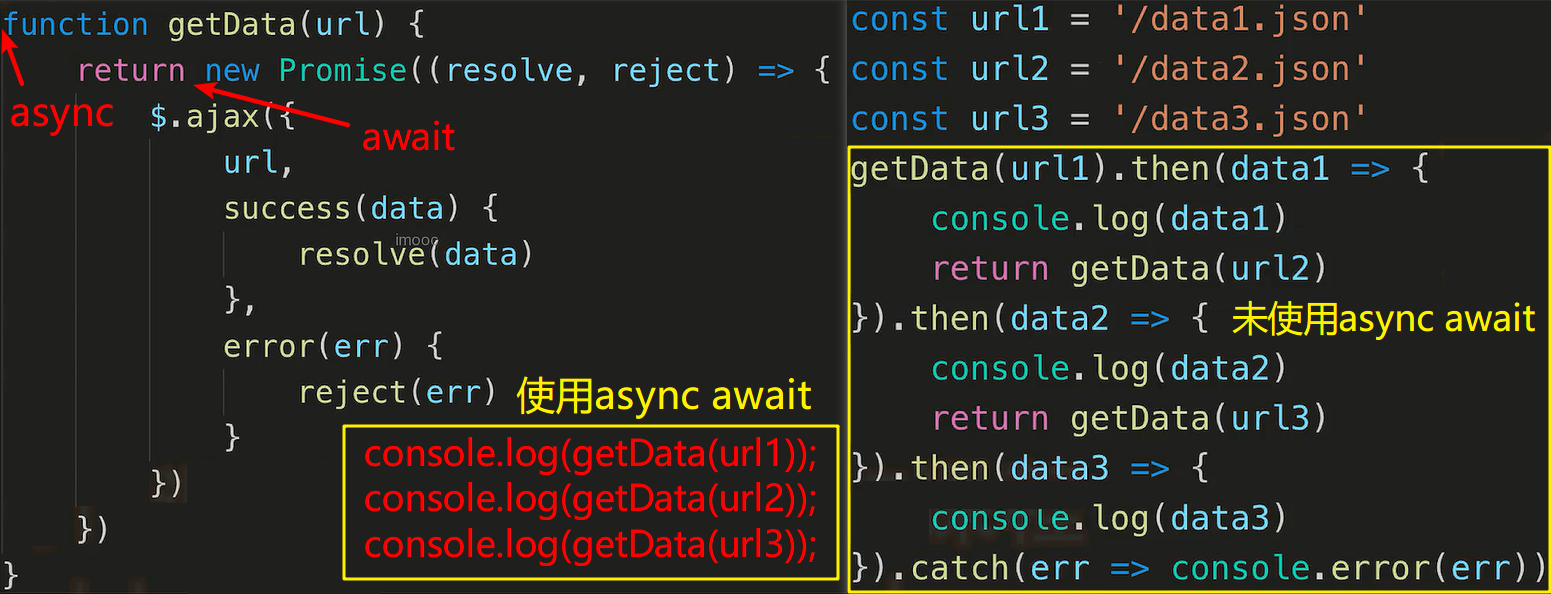 function getData(url) {
return new Promise((resolve, reject) => {
async
$.ajax({
await
url,
success(data) {
imooc
resolve(data)
},
error(err) {
reject(err)
使用async await
}
console.log(getData(url1));
})
console.log(getData(url2));
})
console.log(getData(url3));
}
const url1 = '/data1.json'
const url2 = '/data2.json'
const url3 = '/data3.json'
getData(url1).then(data1 => {
console.log(data1)
return getData(url2)
}).then(data2 => {
未使用async await
console.log(data2)
return getData(url3)
}).then(data3 => {
console.log(data3)
}).catch(err => console.error(err))